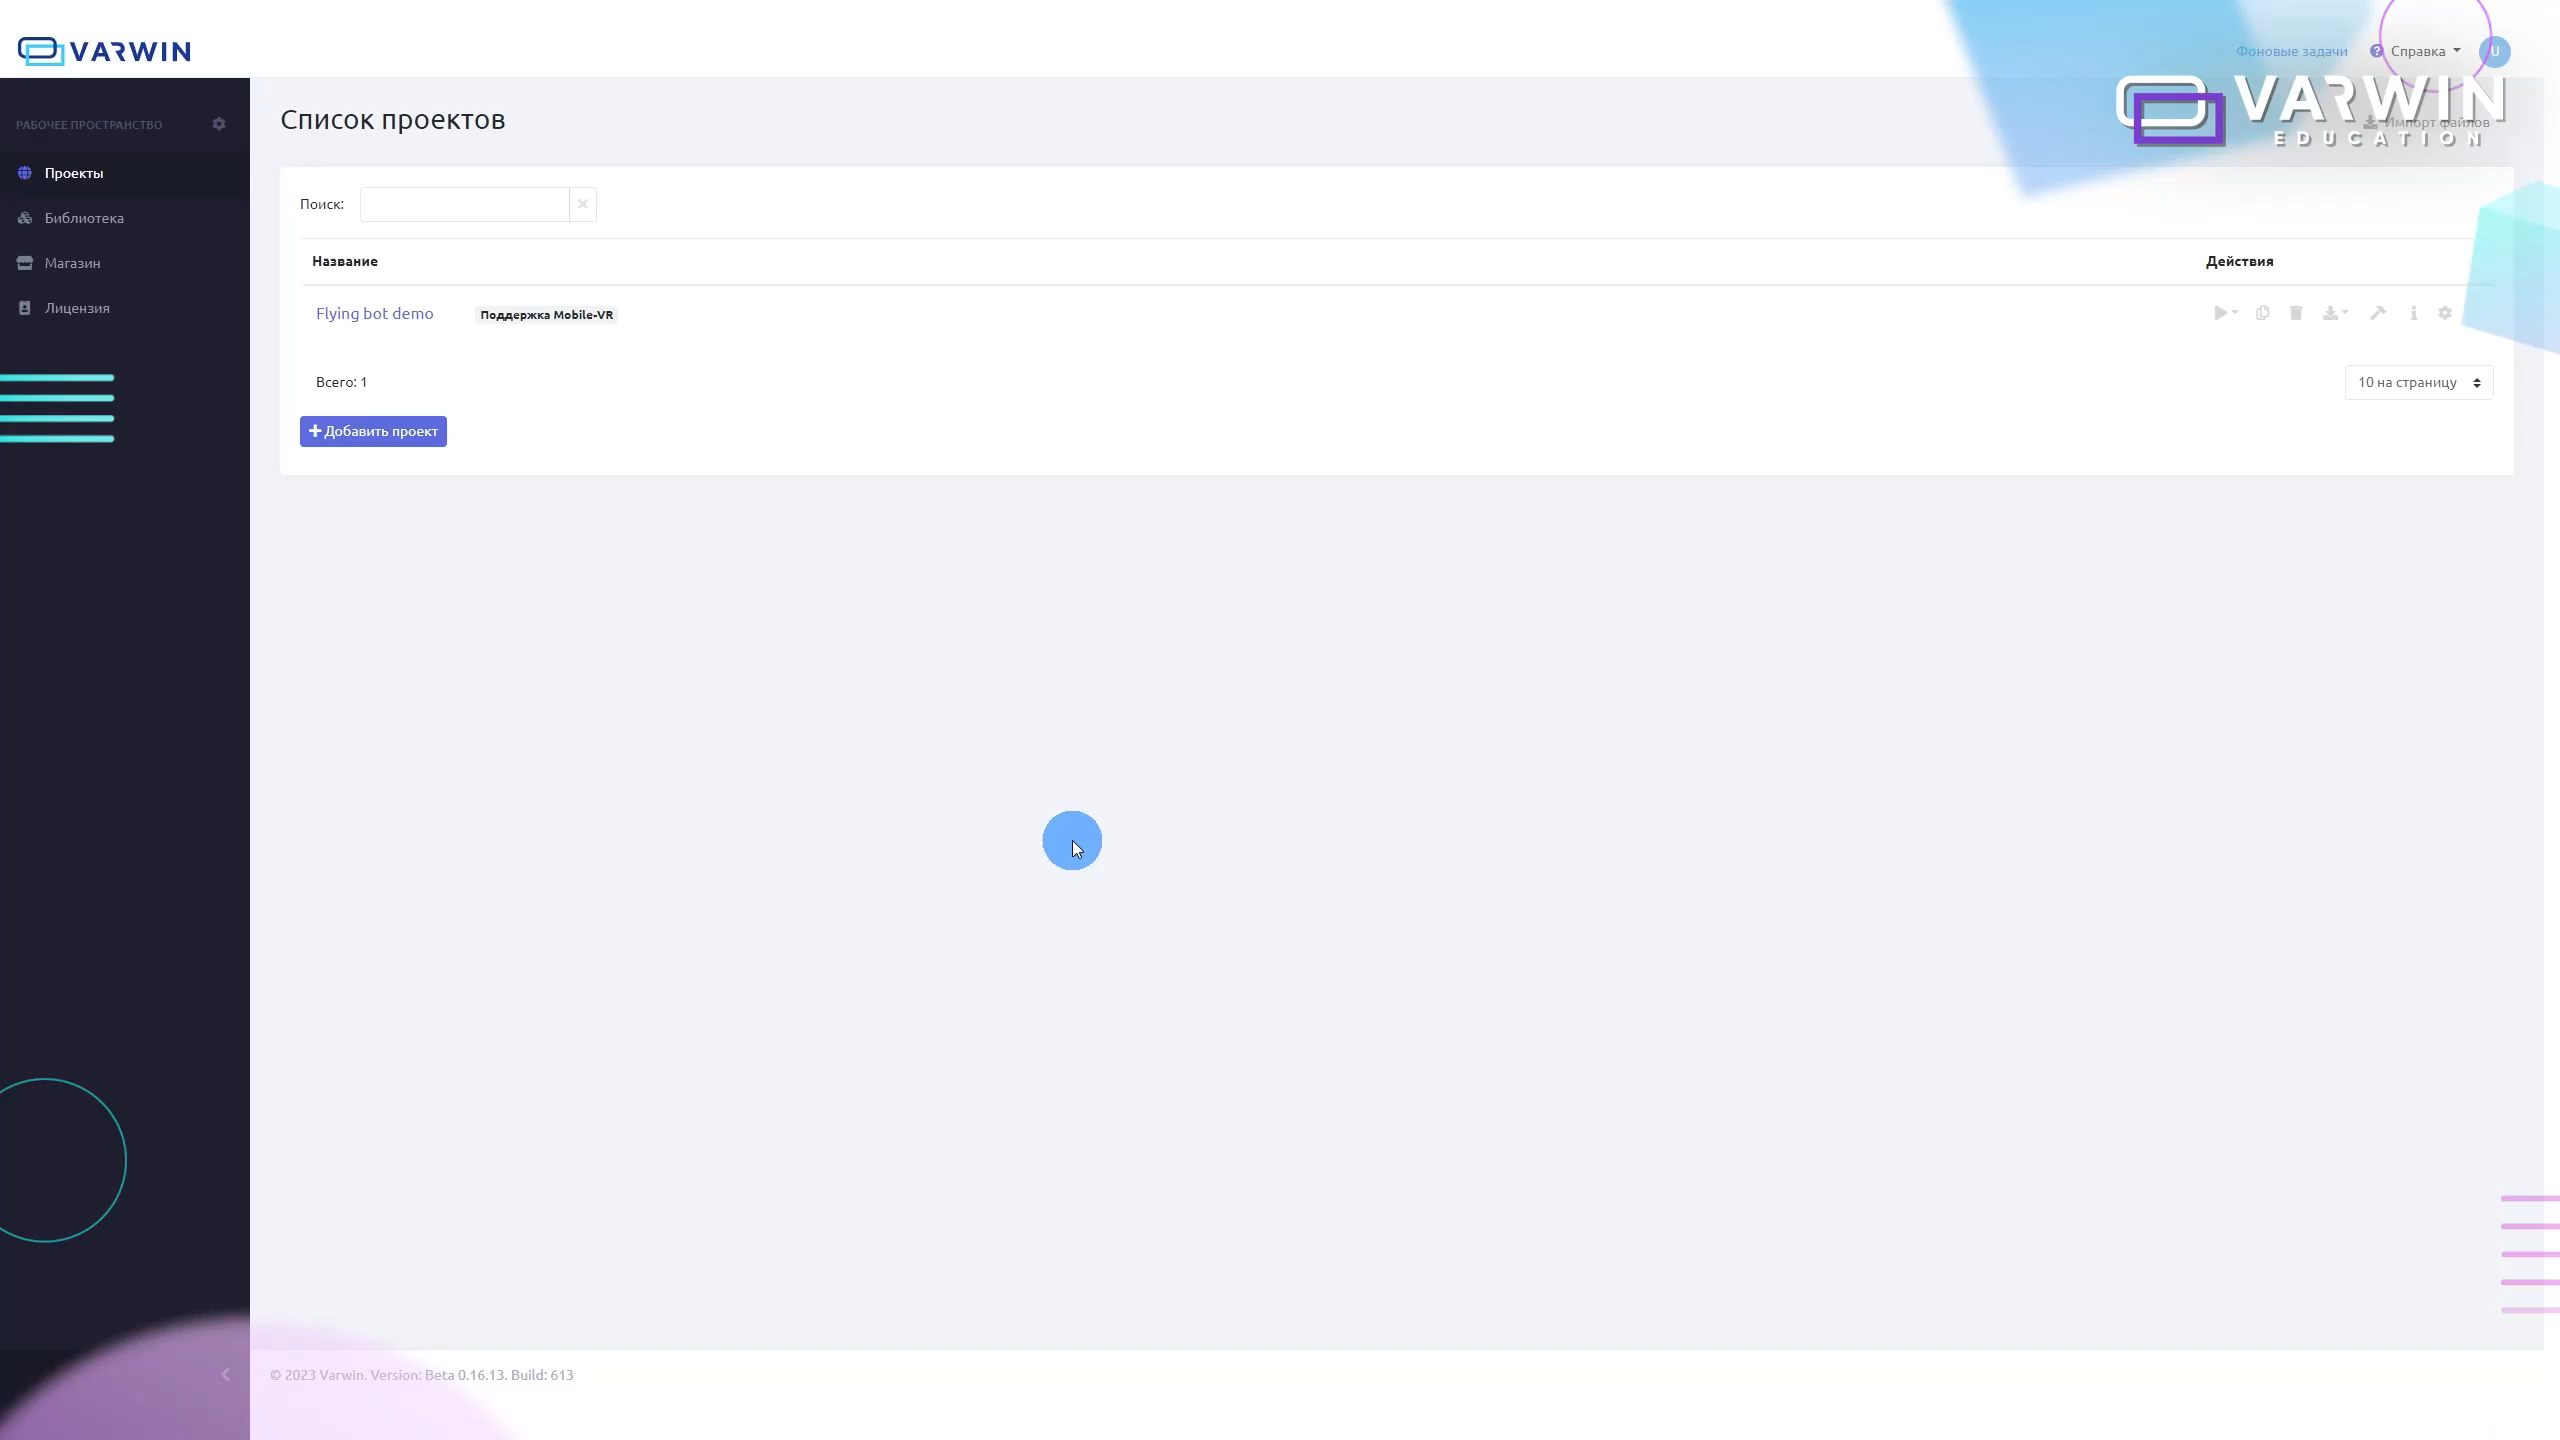 VARWIN
Фоновые задачи
Справка
U
VARWIN
EDUCATION
Импорт файлов
РАБОЧЕЕ ПРОСТРАНСТВО
Проекты
Библиотека
Магазин
Лицензия
Список проектов
Поиск:
Название
Действия
Flying bot demo
Поддержка Mobile-VR
Всего: 1
10 на страницу
Добавить проект
© 2023 Varwin. Version: Beta 0.16.13. Build: 613